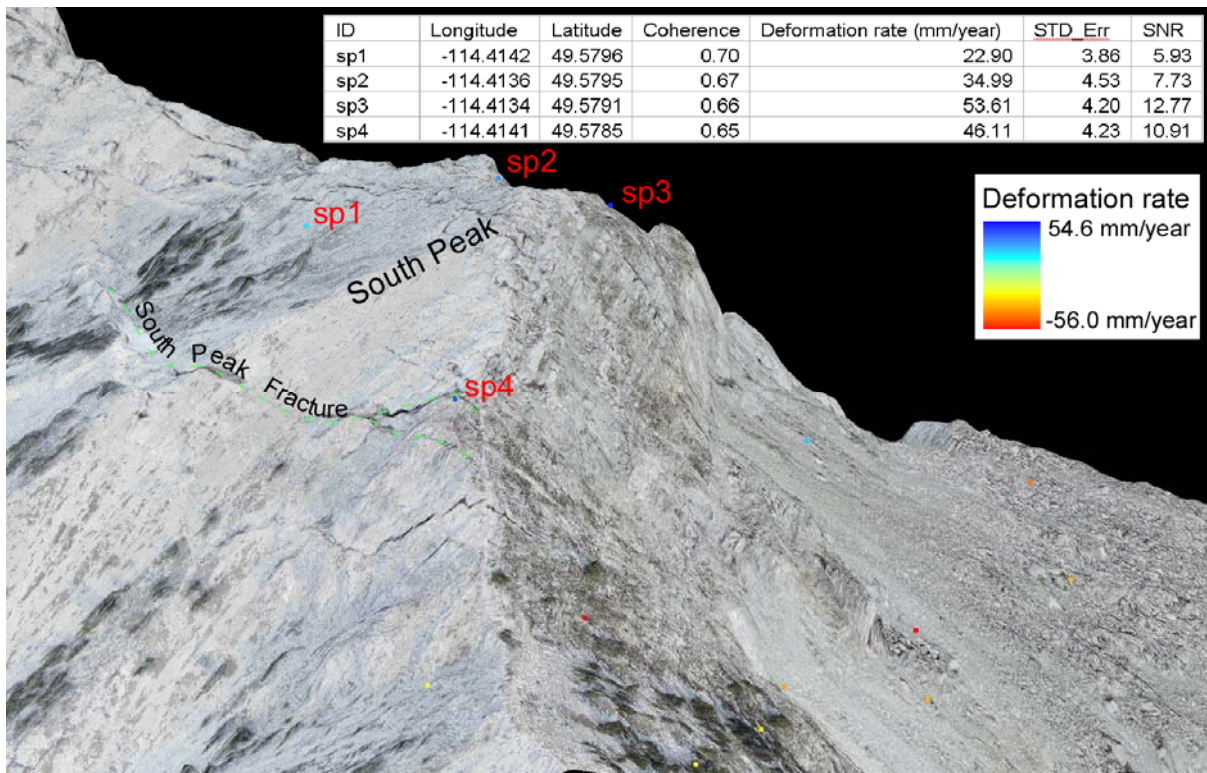 ID Longitude Latitude Coherence Deformation rate (mm/year) STD_Err SNR
sp1 -114.4142 49.5796 0.70 22.90 3.86 5.93
sp2 -114.4136 49.5795 0.67 34.99 4.53 7.73
sp3 -114.4134 49.5791 0.66 53.61 4.20 12.77
sp4 -114.4141 49.5785 0.65 46.11 4.23 10.91
sp2
sp3
sp1
South Peak
Deformation rate
54.6 mm/year
-56.0 mm/year
South Peak Fracture
sp4